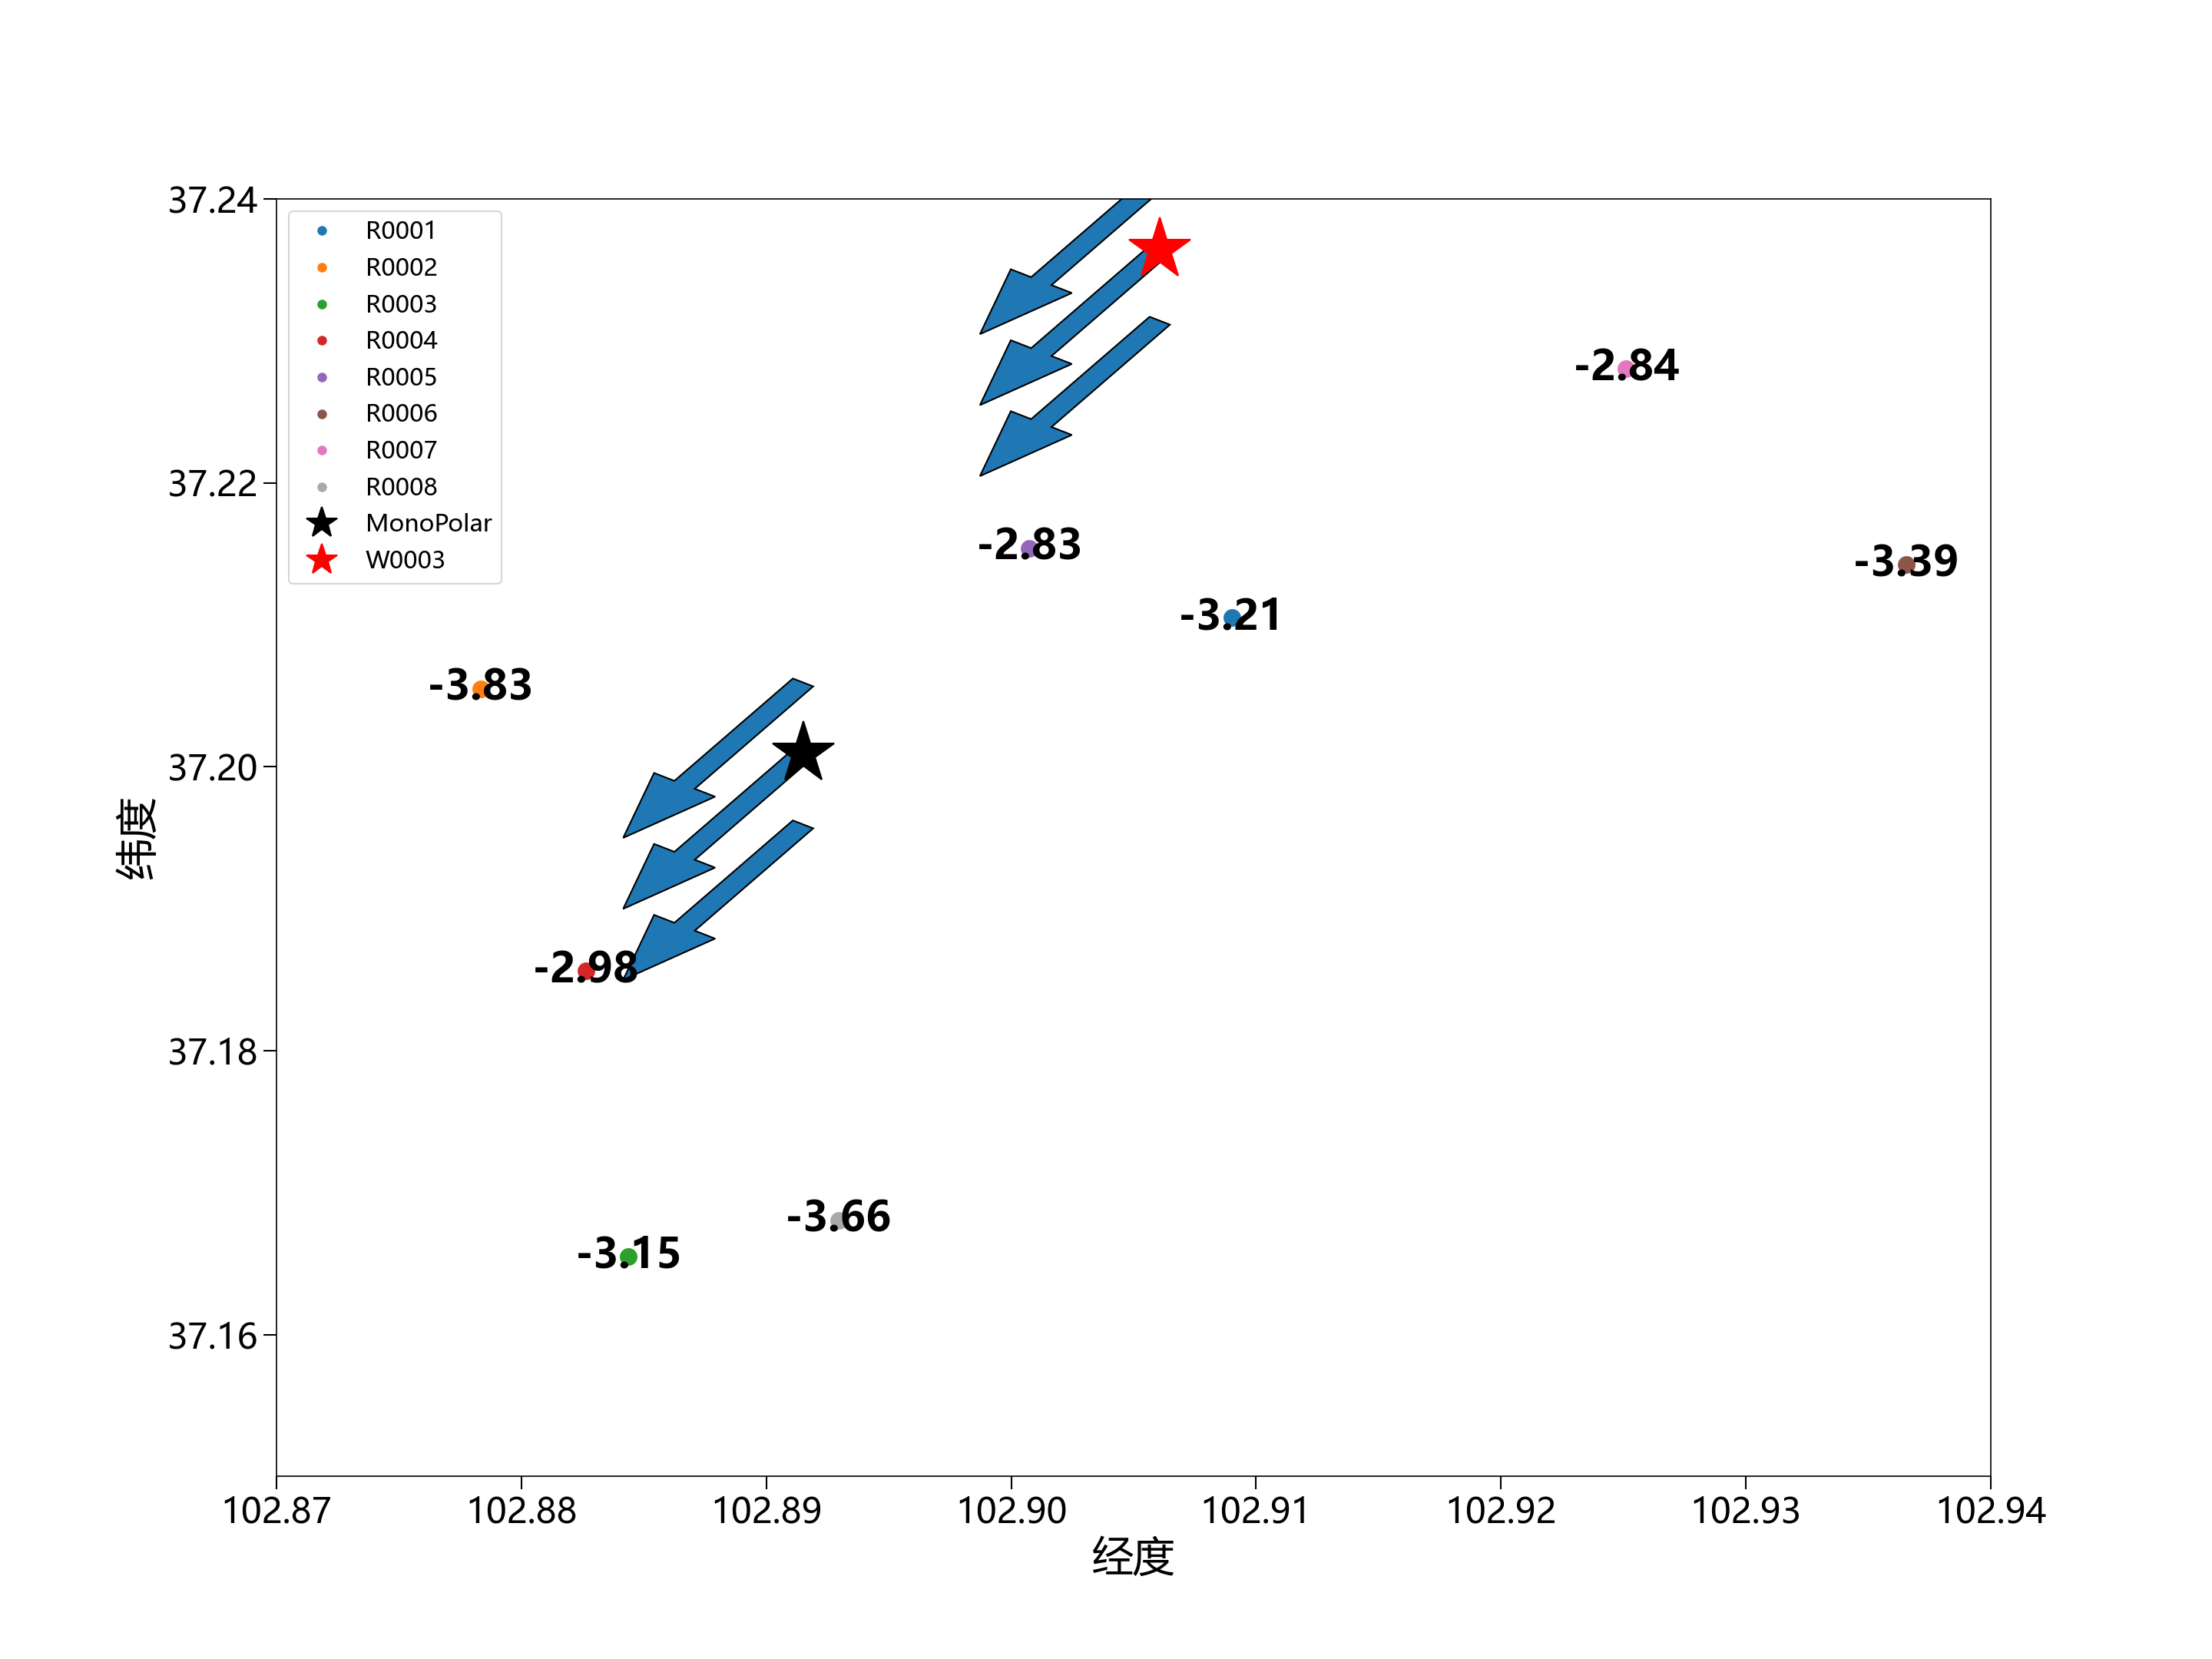 37.24
37.22
37.20
37.18
37.16
纬度
R0001
R0002
R0003
R0004
R0005
R0006
R0007
R0008
MonoPolar
W0003
-2.84
-2.83
-3.39
-3.21
-3.83
-2.98
-3.66
-3.15
102.87 102.88 102.89 102.90 102.91 102.92 102.93 102.94
经度